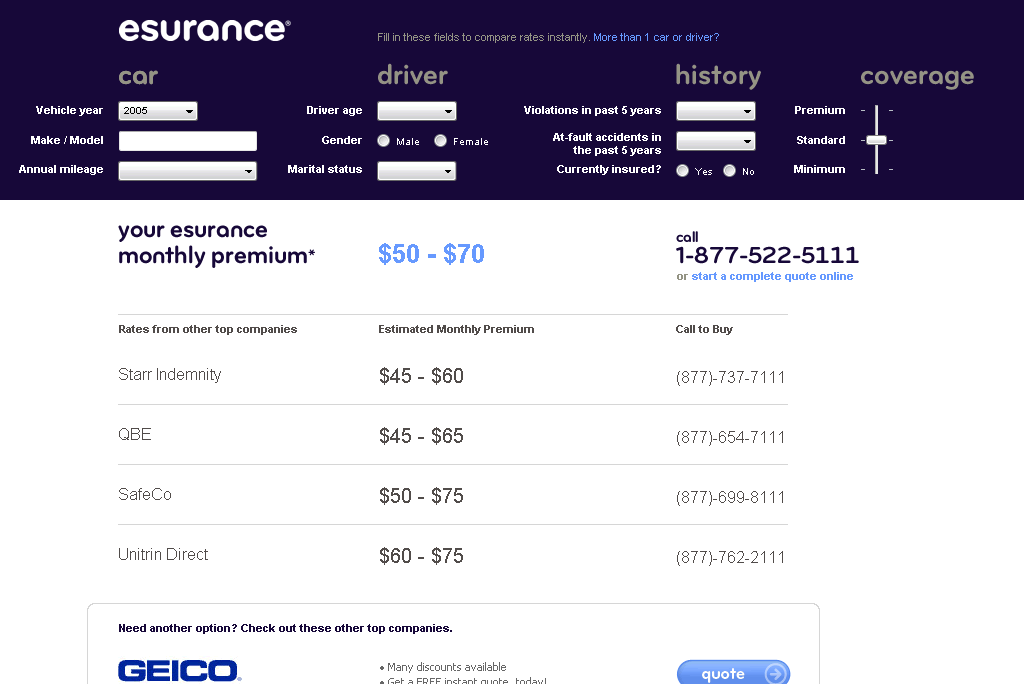 esurance®
Fill in these fields to compare rates instantly. More than 1 car or driver?
car driver history coverage
Vehicle year 2005 Driver age Violations in past 5 years Premium
Make / Model Gender Male Female At-fault accidents in the past 5 years Standard
Annual mileage Marital status Currently insured? Yes No Minimum
your esurance
monthly premium*
$50 - $70
call
1-877-522-5111
or start a complete quote online
Rates from other top companies Estimated Monthly Premium Call to Buy
Starr Indemnity $45 - $60 (877)-737-7111
QBE $45 - $65 (877)-654-7111
SafeCo $50 - $75 (877)-699-8111
Unitrin Direct $60 - $75 (877)-762-2111
Need another option? Check out these other top companies.
GEICO.
• Many discounts available
• Get a FREE instant quote, today!
quote